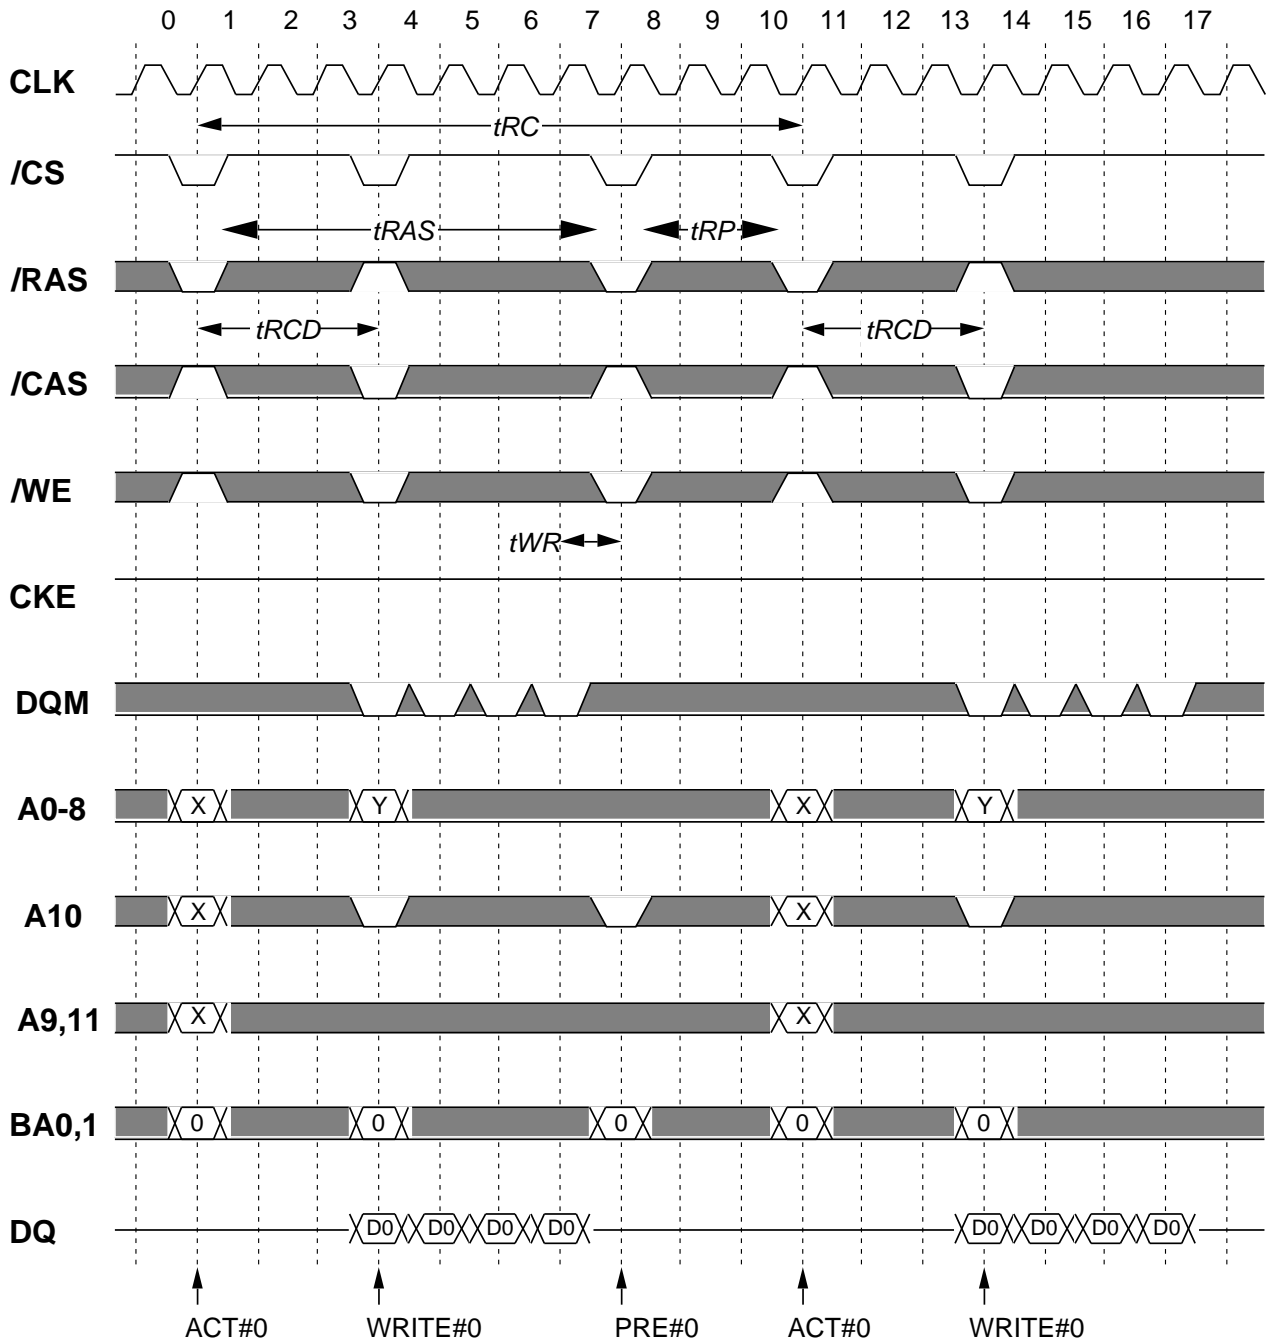 0 1 2 3 4 5 6 7 8 9 10 11 12 13 14 15 16 17
CLK
tRC
/CS
tRAS tRP
/RAS
tRCD tRCD
/CAS
/WE
tWR
CKE
DQM
A0-8 X Y X Y
A10 X X
A9,11 X X
BA0,1 0 0 0 0 0
DQ D0 D0 D0 D0 D0 D0 D0 D0
ACT#0 WRITE#0 PRE#0 ACT#0 WRITE#0